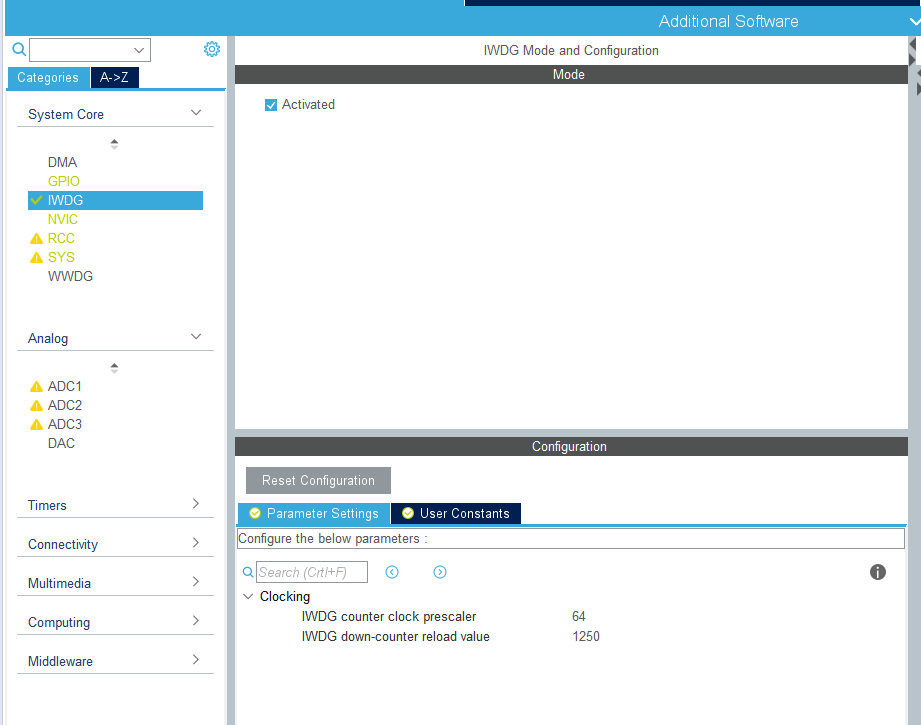 Additional Software
Categories
A->Z
System Core
DMA
GPIO
IWDG
NVIC
RCC
SYS
WWDG
Analog
ADC1
ADC2
ADC3
DAC
Timers
Connectivity
Multimedia
Computing
Middleware
IWDG Mode and Configuration
Mode
Activated
Configuration
Reset Configuration
Parameter Settings
User Constants
Configure the below parameters :
Search (Crtl+F)
Clocking
IWDG counter clock prescaler 64
IWDG down-counter reload value 1250